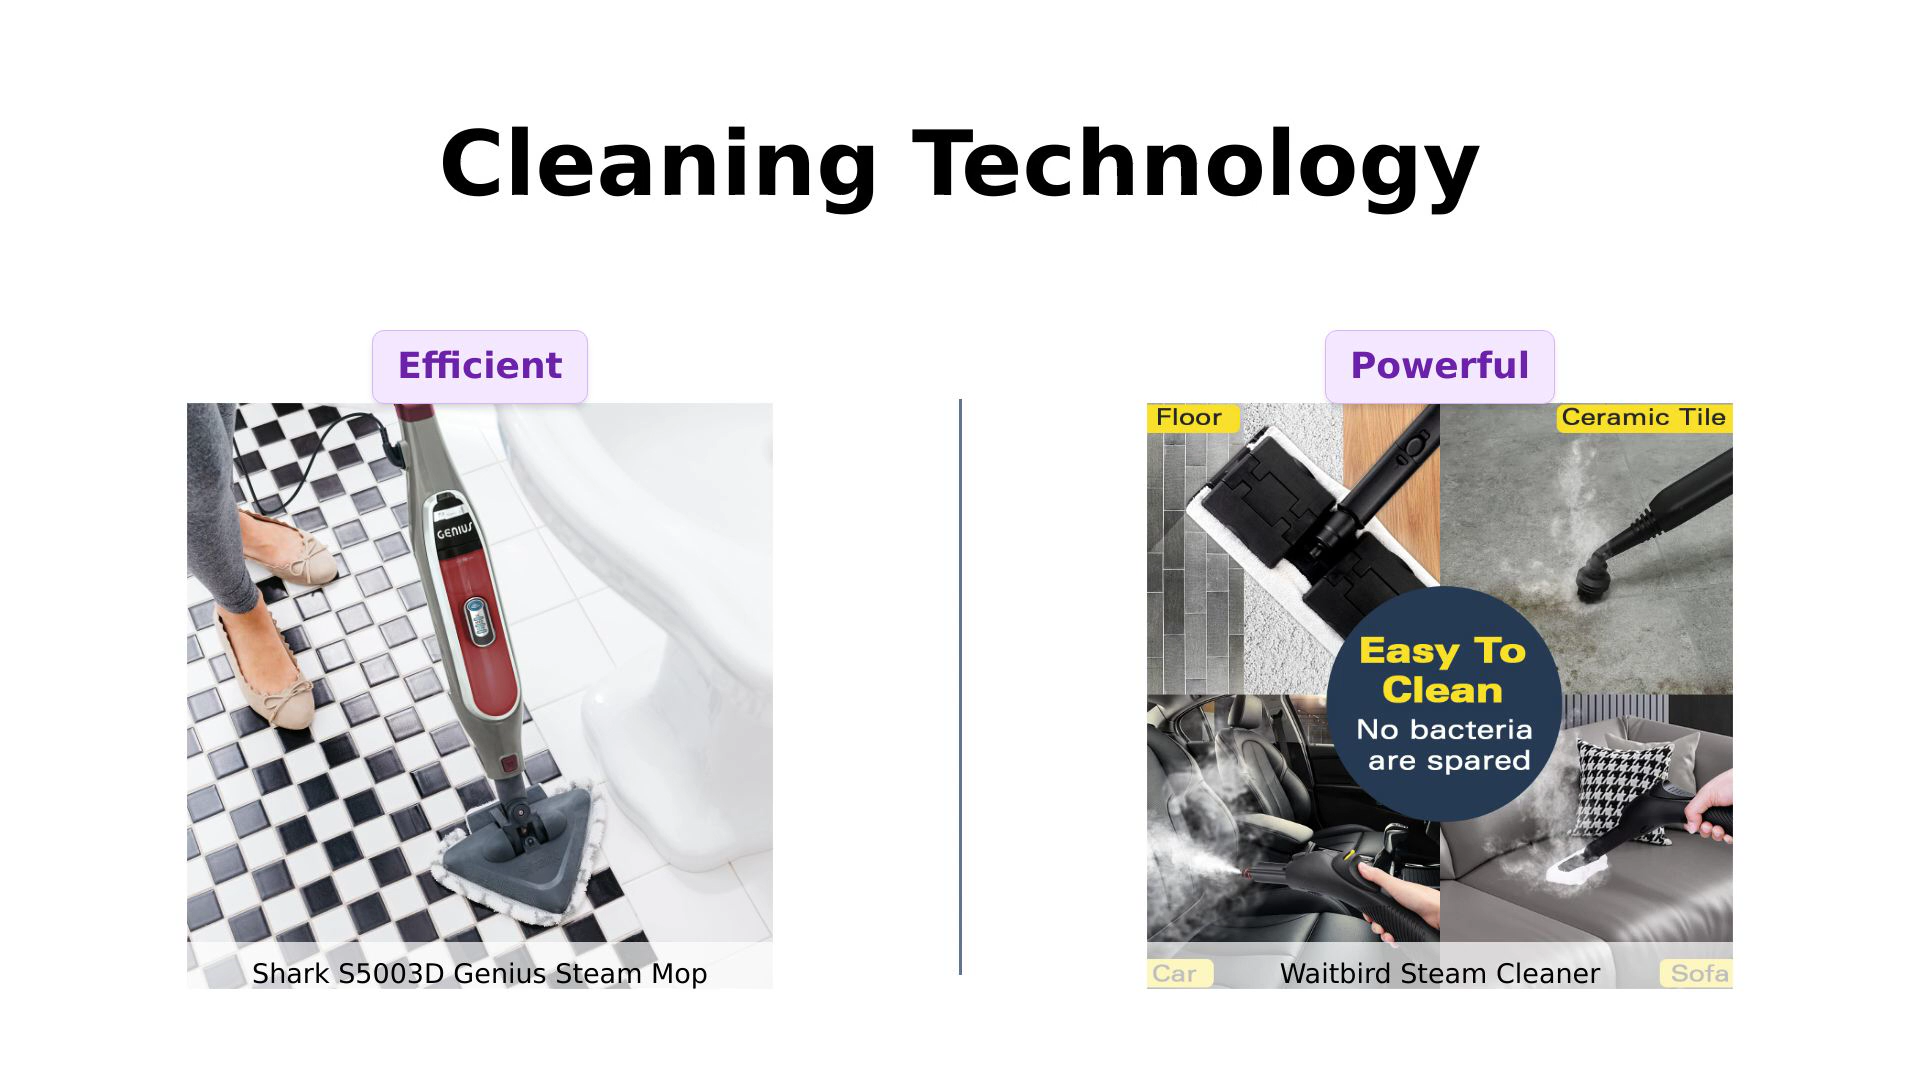 Cleaning Technology
Efficient
GENIUS
Shark S5003D Genius Steam Mop
Powerful
Floor
Ceramic Tile
Easy To
Clean
No bacteria
are spared
Car
Sofa
Waitbird Steam Cleaner